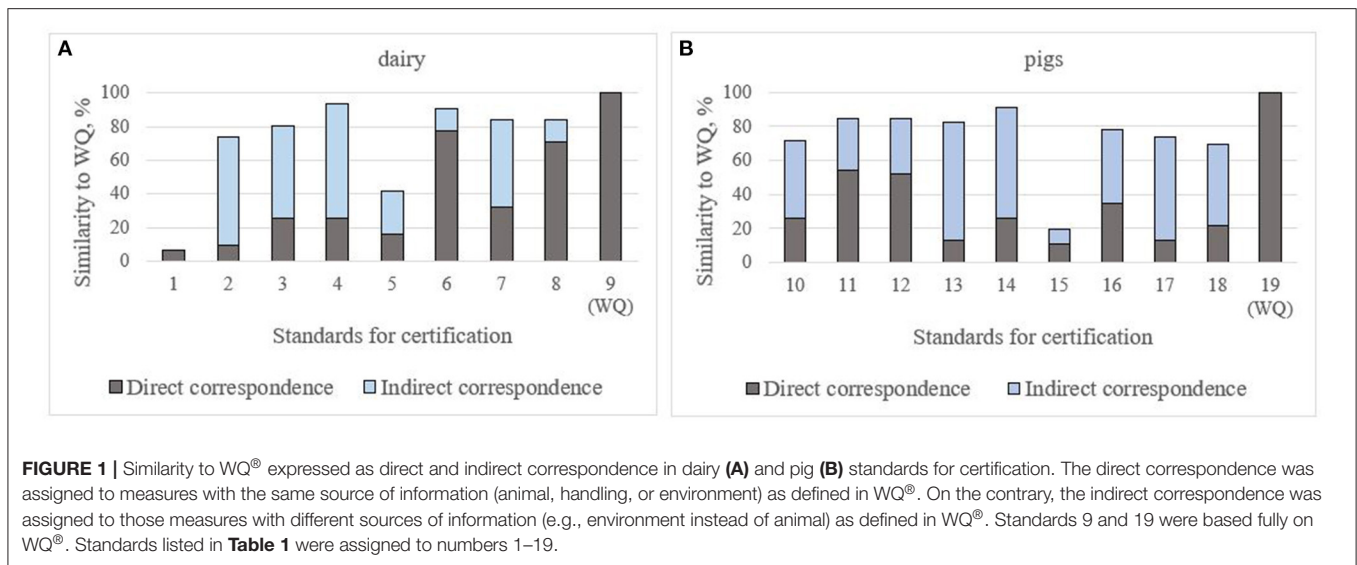 A
dairy
Similarity to WQ, %
100
80
60
40
20
0
1 2 3 4 5 6 7 8 9
(WQ)
Standards for certification
Direct correspondence Indirect correspondence
B
pigs
Similarity to WQ, %
100
80
60
40
20
0
10 11 12 13 14 15 16 17 18 19
(WQ)
Standards for certification
Direct correspondence Indirect correspondence
FIGURE 1 | Similarity to WQ® expressed as direct and indirect correspondence in dairy (A) and pig (B) standards for certification. The direct correspondence was
assigned to measures with the same source of information (animal, handling, or environment) as defined in WQ®. On the contrary, the indirect correspondence was
assigned to those measures with different sources of information (e.g., environment instead of animal) as defined in WQ®. Standards 9 and 19 were based fully on
WQ®. Standards listed in Table 1 were assigned to numbers 1–19.